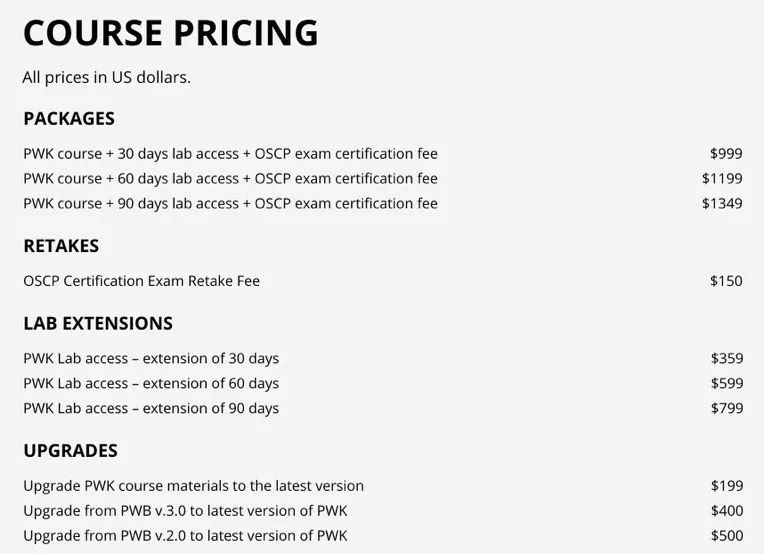 COURSE PRICING
All prices in US dollars.
PACKAGES
PWK course + 30 days lab access + OSCP exam certification fee $999
PWK course + 60 days lab access + OSCP exam certification fee $1199
PWK course + 90 days lab access + OSCP exam certification fee $1349
RETAKES
OSCP Certification Exam Retake Fee $150
LAB EXTENSIONS
PWK Lab access – extension of 30 days $359
PWK Lab access – extension of 60 days $599
PWK Lab access – extension of 90 days $799
UPGRADES
Upgrade PWK course materials to the latest version $199
Upgrade from PWB v.3.0 to latest version of PWK $400
Upgrade from PWB v.2.0 to latest version of PWK $500